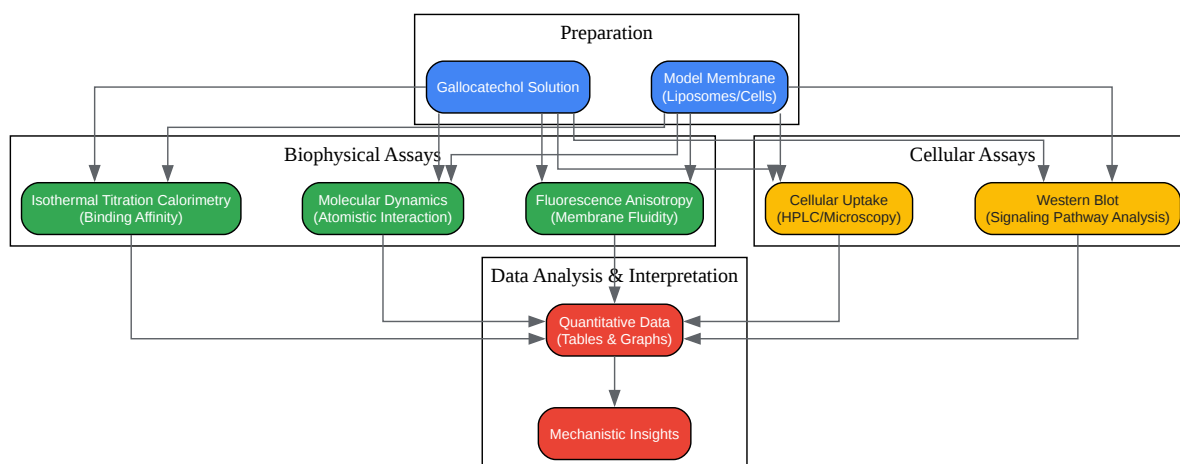 Preparation
Gallocatechol Solution
Model Membrane
(Liposomes/Cells)
Biophysical Assays
Cellular Assays
Isothermal Titration Calorimetry
(Binding Affinity)
Molecular Dynamics
(Atomistic Interaction)
Fluorescence Anisotropy
(Membrane Fluidity)
Cellular Uptake
(HPLC/Microscopy)
Western Blot
(Signaling Pathway Analysis)
Data Analysis & Interpretation
Quantitative Data
(Tables & Graphs)
Mechanistic Insights